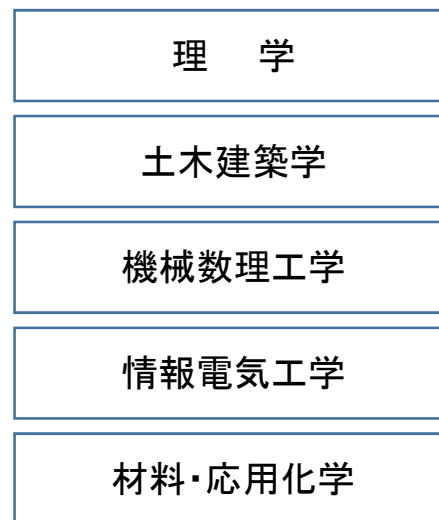 理　学
土木建築学
機械数理工学
情報電気工学
材料・応用化学